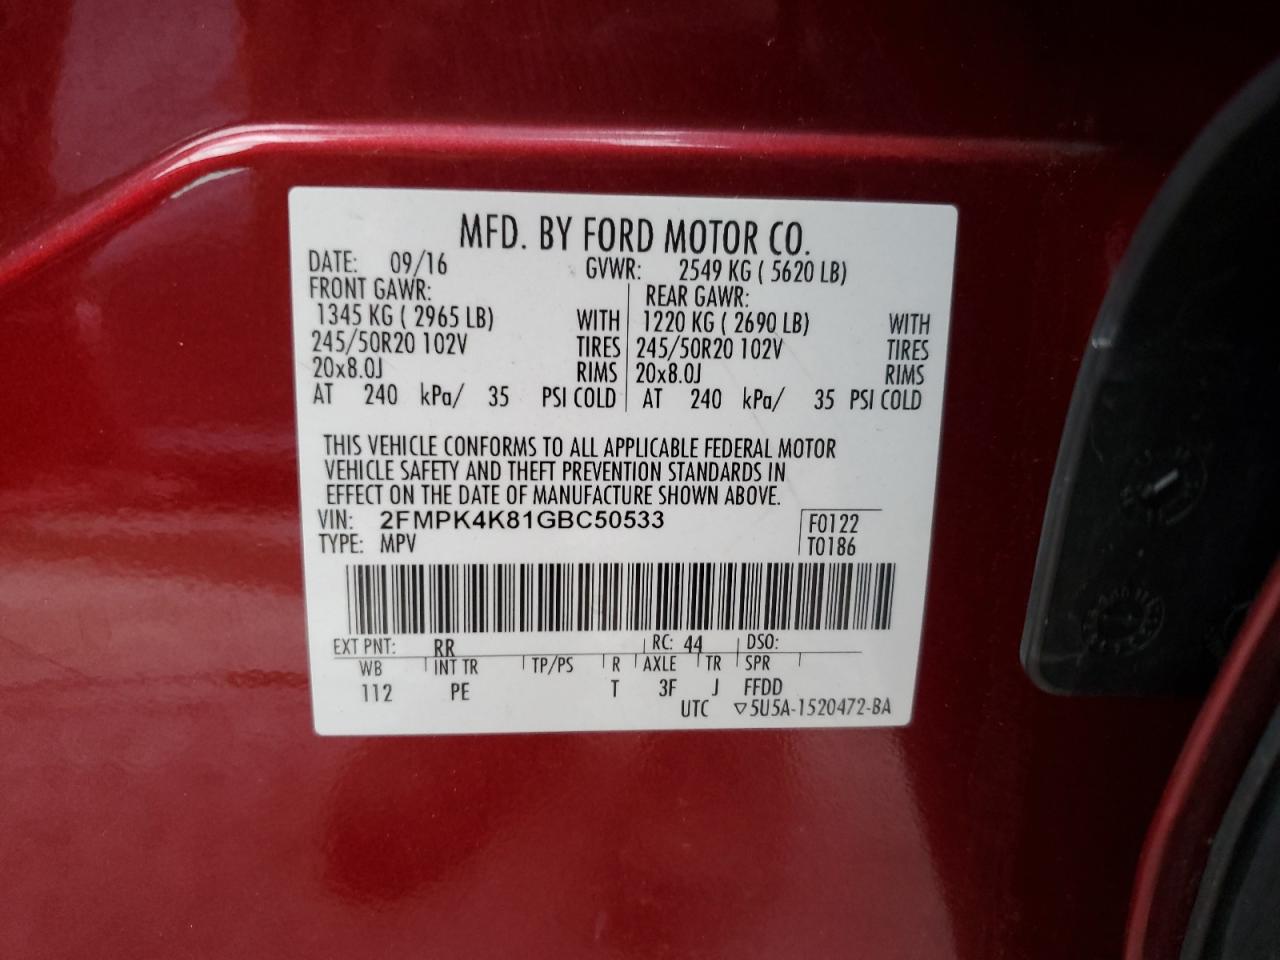 MFD. BY FORD MOTOR CO.
DATE: 09/16 GVWR: 2549 KG ( 5620 LB)
FRONT GAWR: REAR GAWR:
1345 KG ( 2965 LB) WITH 1220 KG ( 2690 LB) WITH
245/50R20 102V TIRES 245/50R20 102V TIRES
20x8.0J RIMS 20x8.0J RIMS
AT 240 kPa/ 35 PSI COLD AT 240 kPa/ 35 PSI COLD
THIS VEHICLE CONFORMS TO ALL APPLICABLE FEDERAL MOTOR
VEHICLE SAFETY AND THEFT PREVENTION STANDARDS IN
EFFECT ON THE DATE OF MANUFACTURE SHOWN ABOVE.
VIN: 2FMPK4K81GBC50533 F0122
TYPE: MPV T0186
EXT PNT: RR RC: 44 DSO:
WB INT TR TP/PS R AXLE TR SPR
112 PE T 3F J FFDD
UTC ▽5U5A-1520472-BA